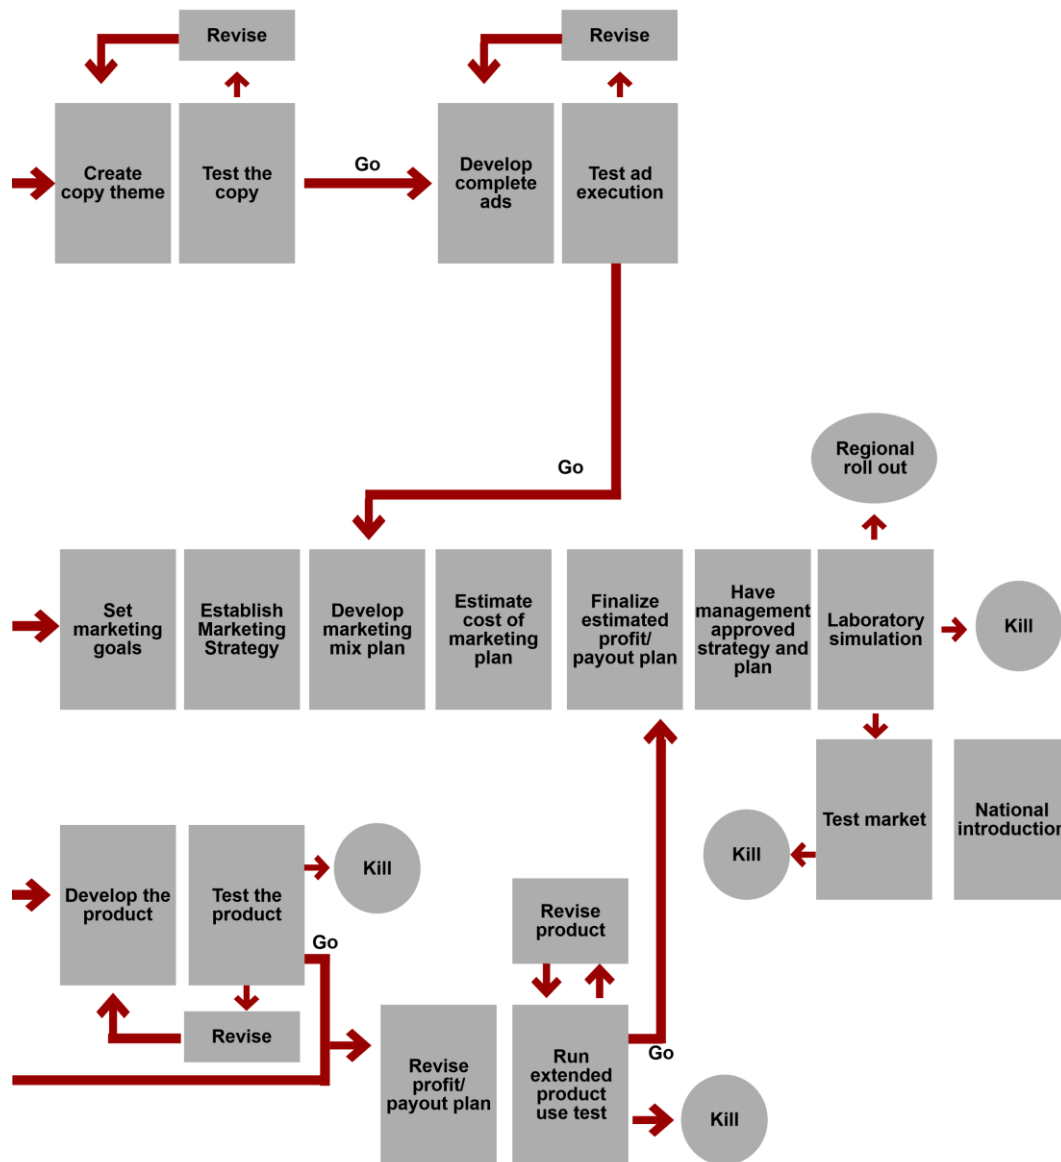 Revise
Revise
Create
copy theme
Test the
copy
Go
Develop
complete
ads
Test ad
execution
Go
Regional
roll out
Set
marketing
goals
Establish
Marketing
Strategy
Develop
marketing
mix plan
Estimate
cost of
marketing
plan
Finalize
estimated
profit/
payout plan
Have
management
approved
strategy and
plan
Laboratory
simulation
Kill
Test market
National
introduction
Kill
Develop the
product
Test the
product
Kill
Go
Revise
Revise
product
Revise
profit/
payout plan
Run
extended
product
use test
Go
Kill